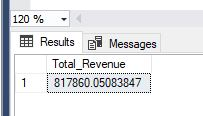 120 %
Results Messages
Total_Revenue
1 817860.05083847